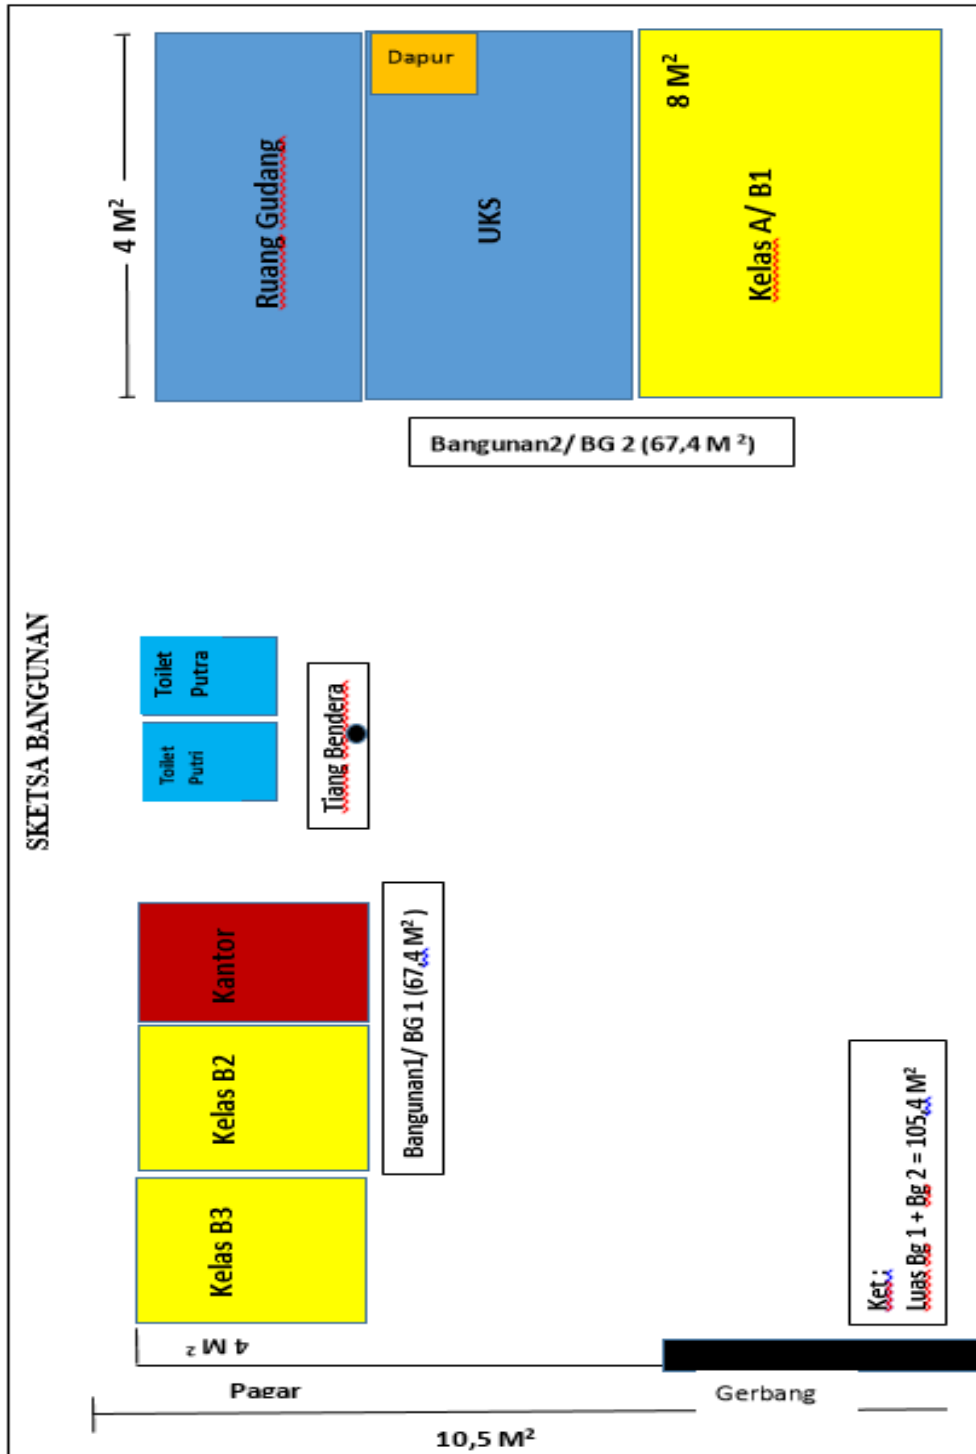 SKETSA BANGUNAN
4 M²
Ruang Gudang
Dapur
UKS
8 M²
Kelas A/ B1
Bangunan2/ BG 2 (67,4 M ²)
Toilet
Putra
Toilet
Putri
Tiang Bendera
Kantor
Kelas B2
Kelas B3
Bangunan1/ BG 1 (67,4 M²)
Ket :
Luas Bg 1 + Bg 2 = 105,4 M²
4 M ²
Pagar
Gerbang
10,5 M²